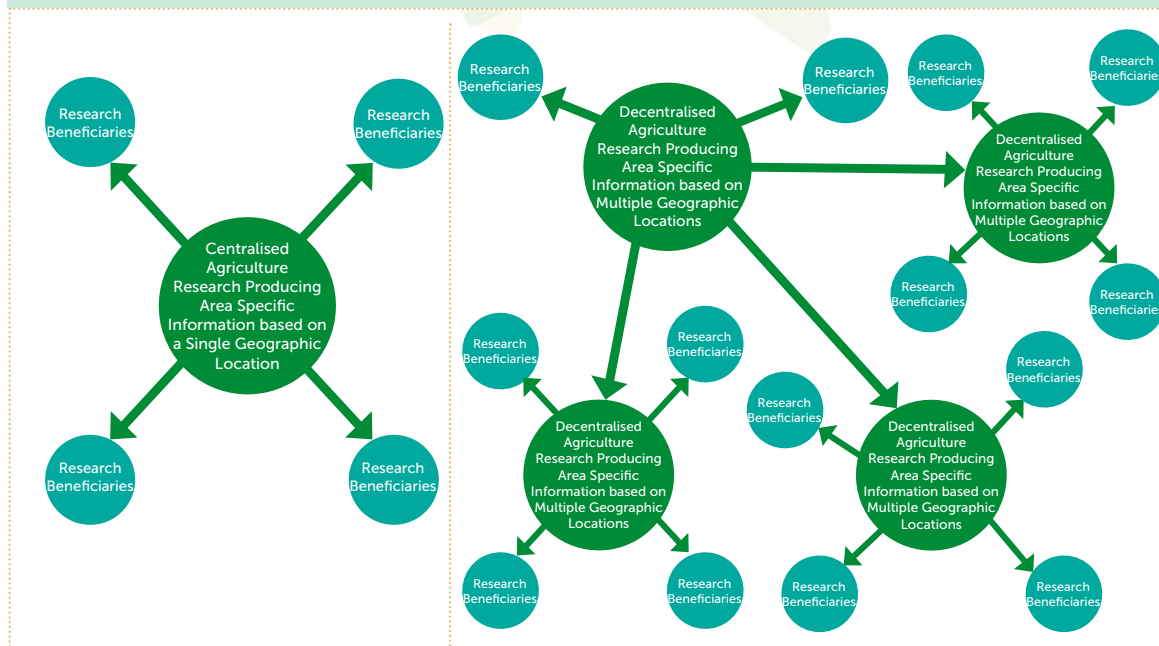 Research
Beneficiaries
Research
Beneficiaries
Centralised
Agriculture
Research Producing
Area Specific
Information based on
a Single Geographic
Location
Research
Beneficiaries
Research
Beneficiaries
Research
Beneficiaries
Research
Beneficiaries
Decentralised
Agriculture
Research Producing
Area Specific
Information based on
Multiple Geographic
Locations
Research
Beneficiaries
Research
Beneficiaries
Decentralised
Agriculture
Research Producing
Area Specific
Information based on
Multiple Geographic
Locations
Research
Beneficiaries
Research
Beneficiaries
Research
Beneficiaries
Research
Beneficiaries
Decentralised
Agriculture
Research Producing
Area Specific
Information based on
Multiple Geographic
Locations
Research
Beneficiaries
Research
Beneficiaries
Research
Beneficiaries
Research
Beneficiaries
Decentralised
Agriculture
Research Producing
Area Specific
Information based on
Multiple Geographic
Locations
Research
Beneficiaries
Research
Beneficiaries